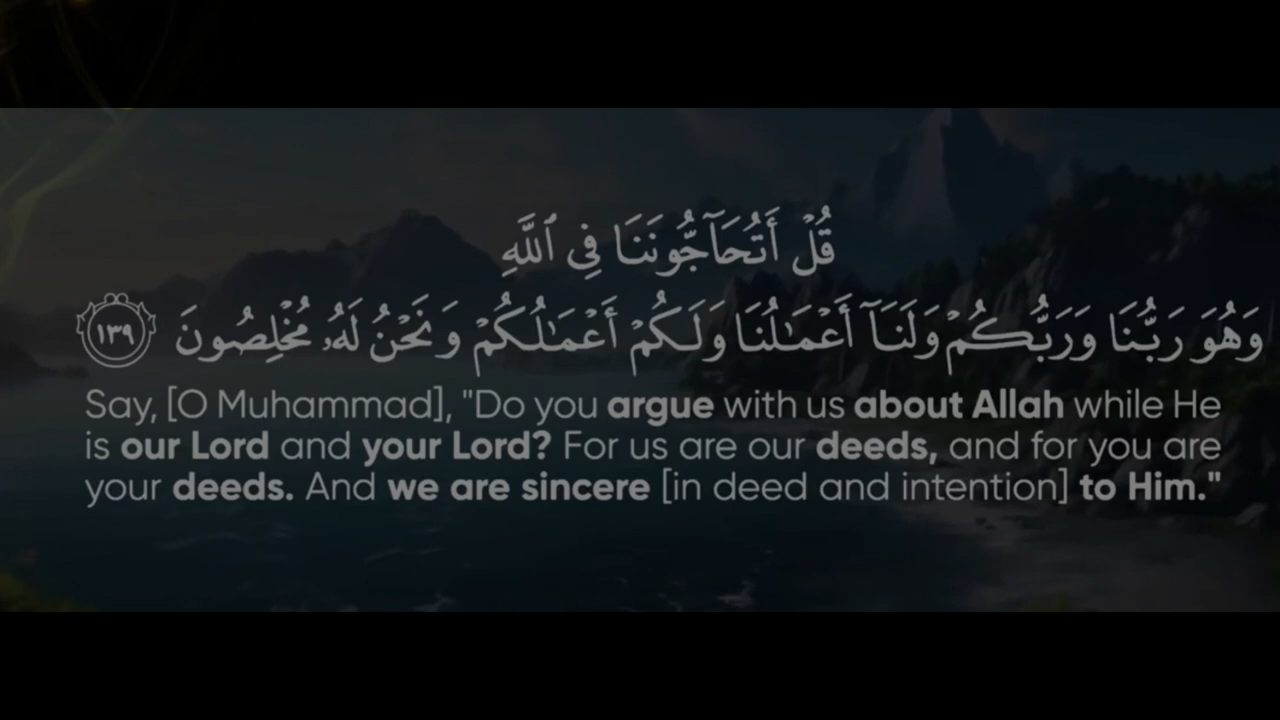 قُلْ أَتُحَآجُّونَنَا فِى ٱللَّهِ
وَهُوَ رَبُّنَا وَرَبُّكُمْ وَلَنَآ أَعْمَـٰلُنَا وَلَكُمْ أَعْمَـٰلُكُمْ وَنَحْنُ لَهُۥ مُخْلِصُونَ ١٣٩
Say, [O Muhammad], "Do you argue with us about Allah while He
is our Lord and your Lord? For us are our deeds, and for you are
your deeds. And we are sincere [in deed and intention] to Him."